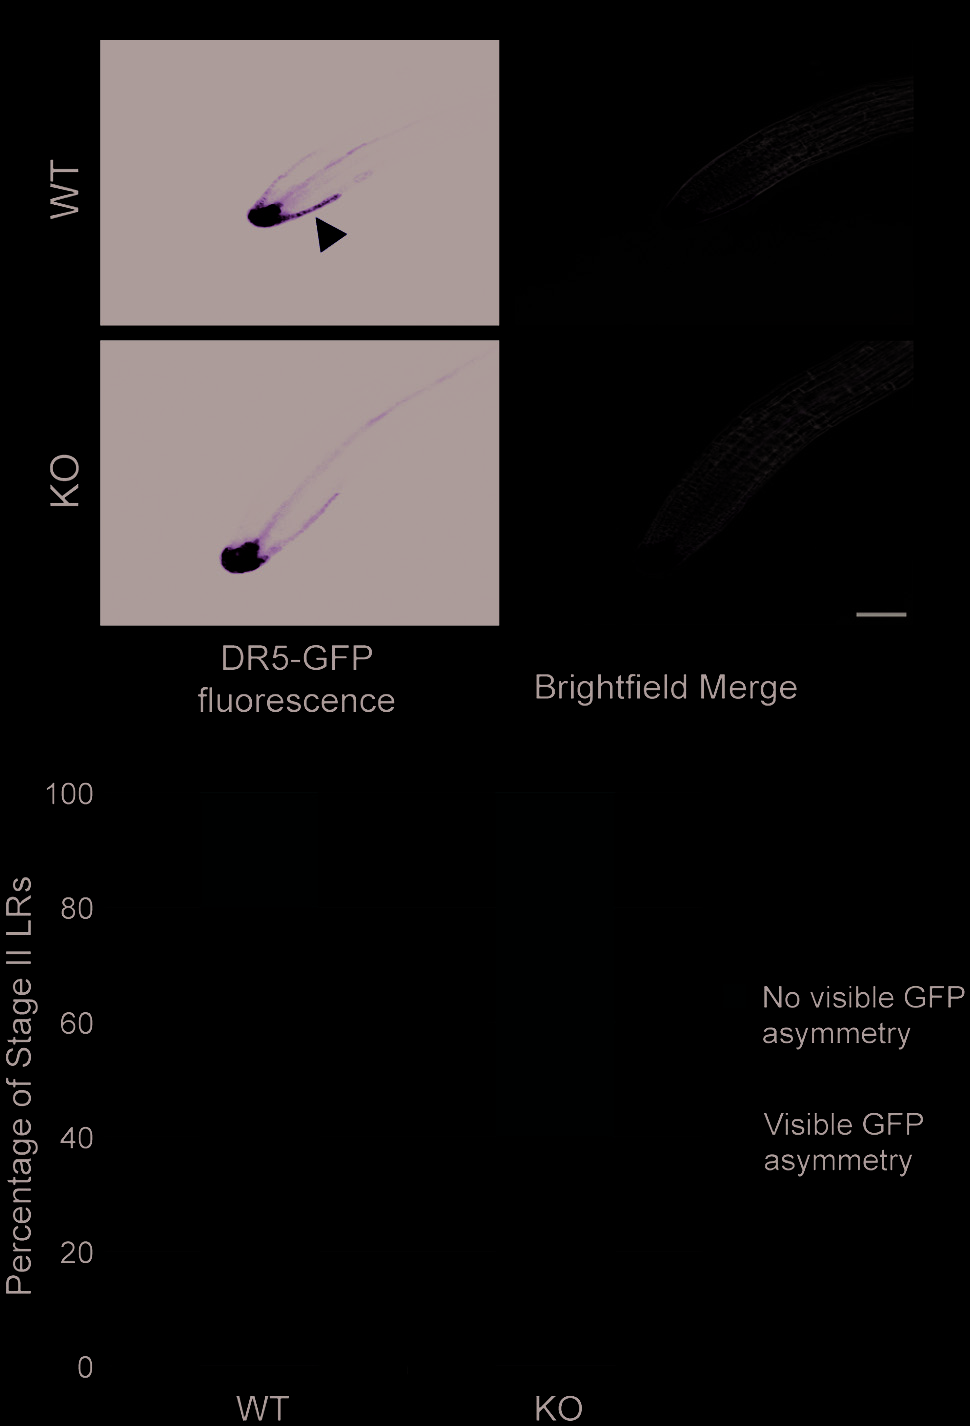 WT
KO
DR5-GFP
fluorescence
Brightfield Merge
Percentage of Stage III LRs
100
80
60
40
20
0
No visible GFP
asymmetry
Visible GFP
asymmetry
WT
KO